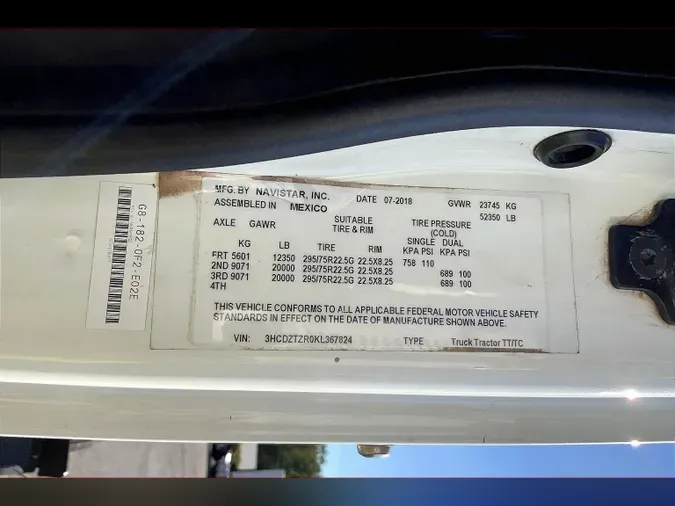 MFG. BY NAVISTAR, INC. DATE 07-2018 GVWR 23745 KG
ASSEMBLED IN MEXICO 52350 LB
AXLE GAWR SUITABLE TIRE & RIM TIRE PRESSURE (COLD)
SINGLE DUAL
KG LB TIRE RIM KPA PSI KPA PSI
FRT 5601 12350 295/75R22.5G 22.5X8.25 758 110
2ND 9071 20000 295/75R22.5G 22.5X8.25 689 100
3RD 9071 20000 295/75R22.5G 22.5X8.25 689 100
4TH
THIS VEHICLE CONFORMS TO ALL APPLICABLE FEDERAL MOTOR VEHICLE SAFETY
STANDARDS IN EFFECT ON THE DATE OF MANUFACTURE SHOWN ABOVE.
VIN: 3HCDZTZR0KL367824 TYPE Truck Tractor TT/TC
G8-182-0F2-E02E